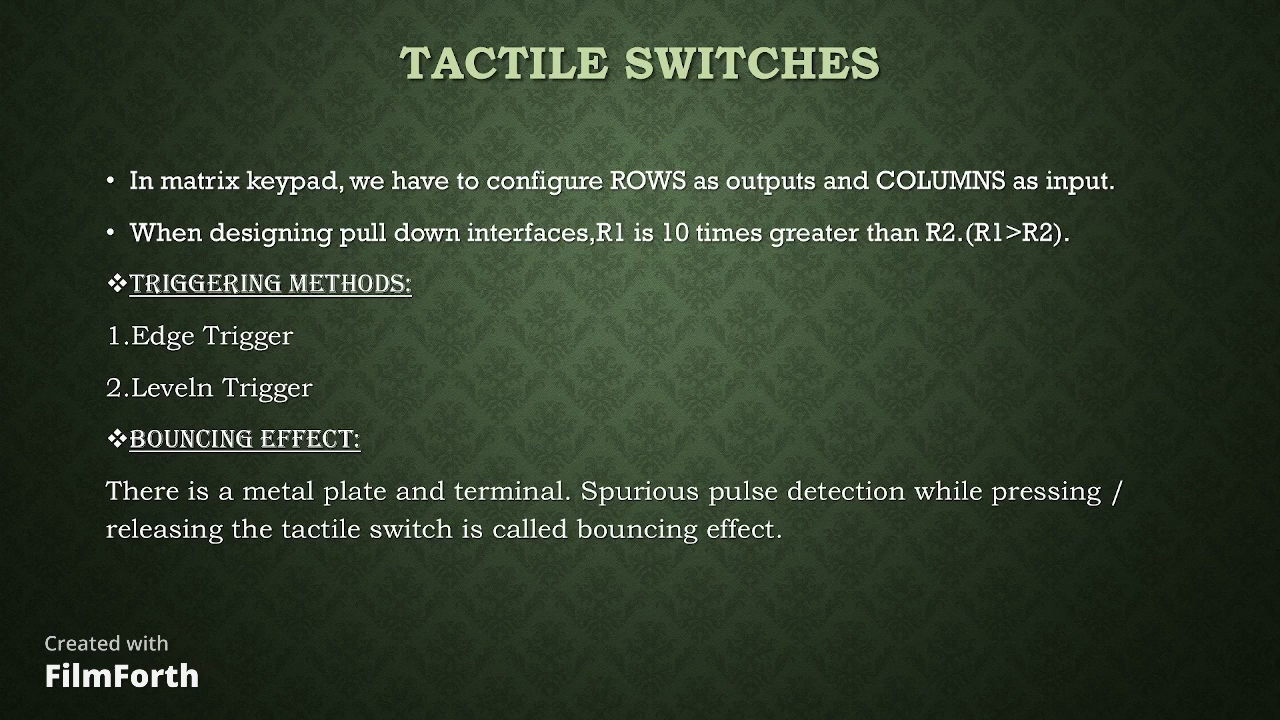 TACTILE SWITCHES
• In matrix keypad, we have to configure ROWS as outputs and COLUMNS as input.
• When designing pull down interfaces,R1 is 10 times greater than R2.(R1>R2).
❖TRIGGERING METHODS:
1.Edge Trigger
2.Leveln Trigger
❖BOUNCING EFFECT:
There is a metal plate and terminal. Spurious pulse detection while pressing /
releasing the tactile switch is called bouncing effect.
Created with
FilmForth